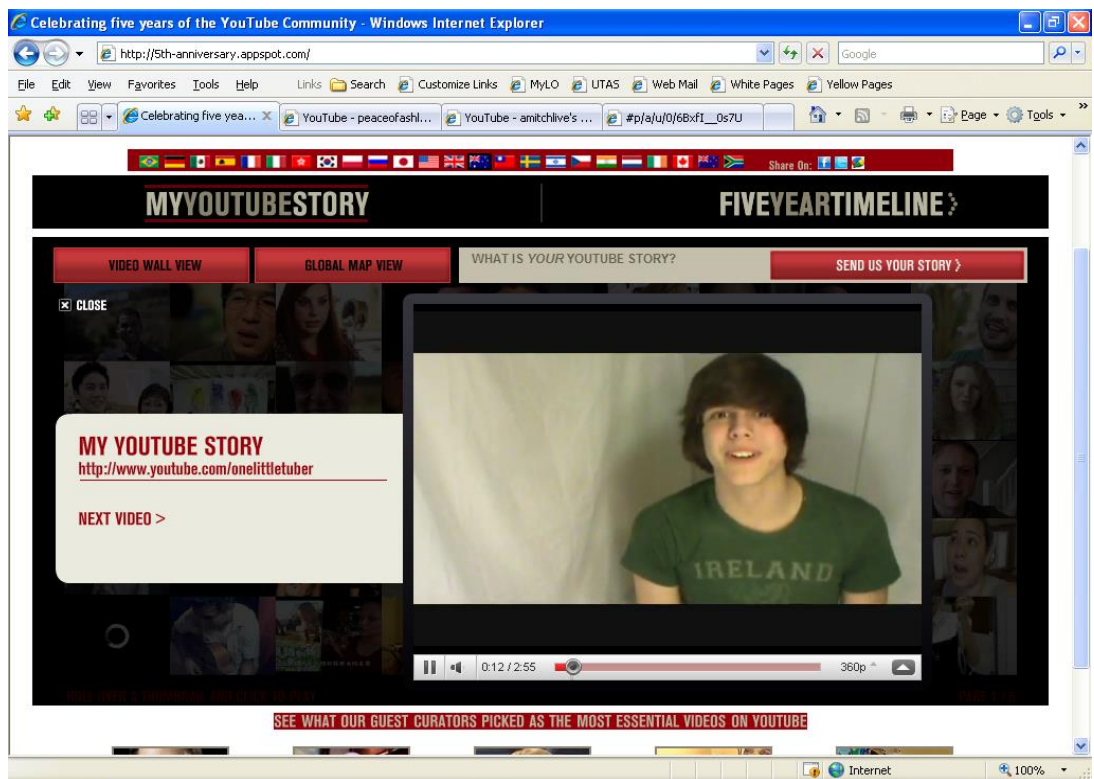 Celebrating five years of the YouTube Community - Windows Internet Explorer
http://5th-anniversary.appspot.com/
Google
File Edit View Favorites Tools Help Links Search Customize Links MyLO UTAS Web Mail White Pages Yellow Pages
Celebrating five yea... YouTube - peaceofashl... YouTube - amitchlive's ... #p/a/u/0/6BxfI__0s7U Page Tools
Share On:
MYYOUTUBESTORY FIVEYEARTIMELINE
VIDEO WALL VIEW GLOBAL MAP VIEW WHAT IS YOUR YOUTUBE STORY? SEND US YOUR STORY
CLOSE
MY YOUTUBE STORY
http://www.youtube.com/onelittletuber
NEXT VIDEO >
IRELAND
0:12 / 2:55 360p
SEE WHAT OUR GUEST CURATORS PICKED AS THE MOST ESSENTIAL VIDEOS ON YOUTUBE
Internet 100%